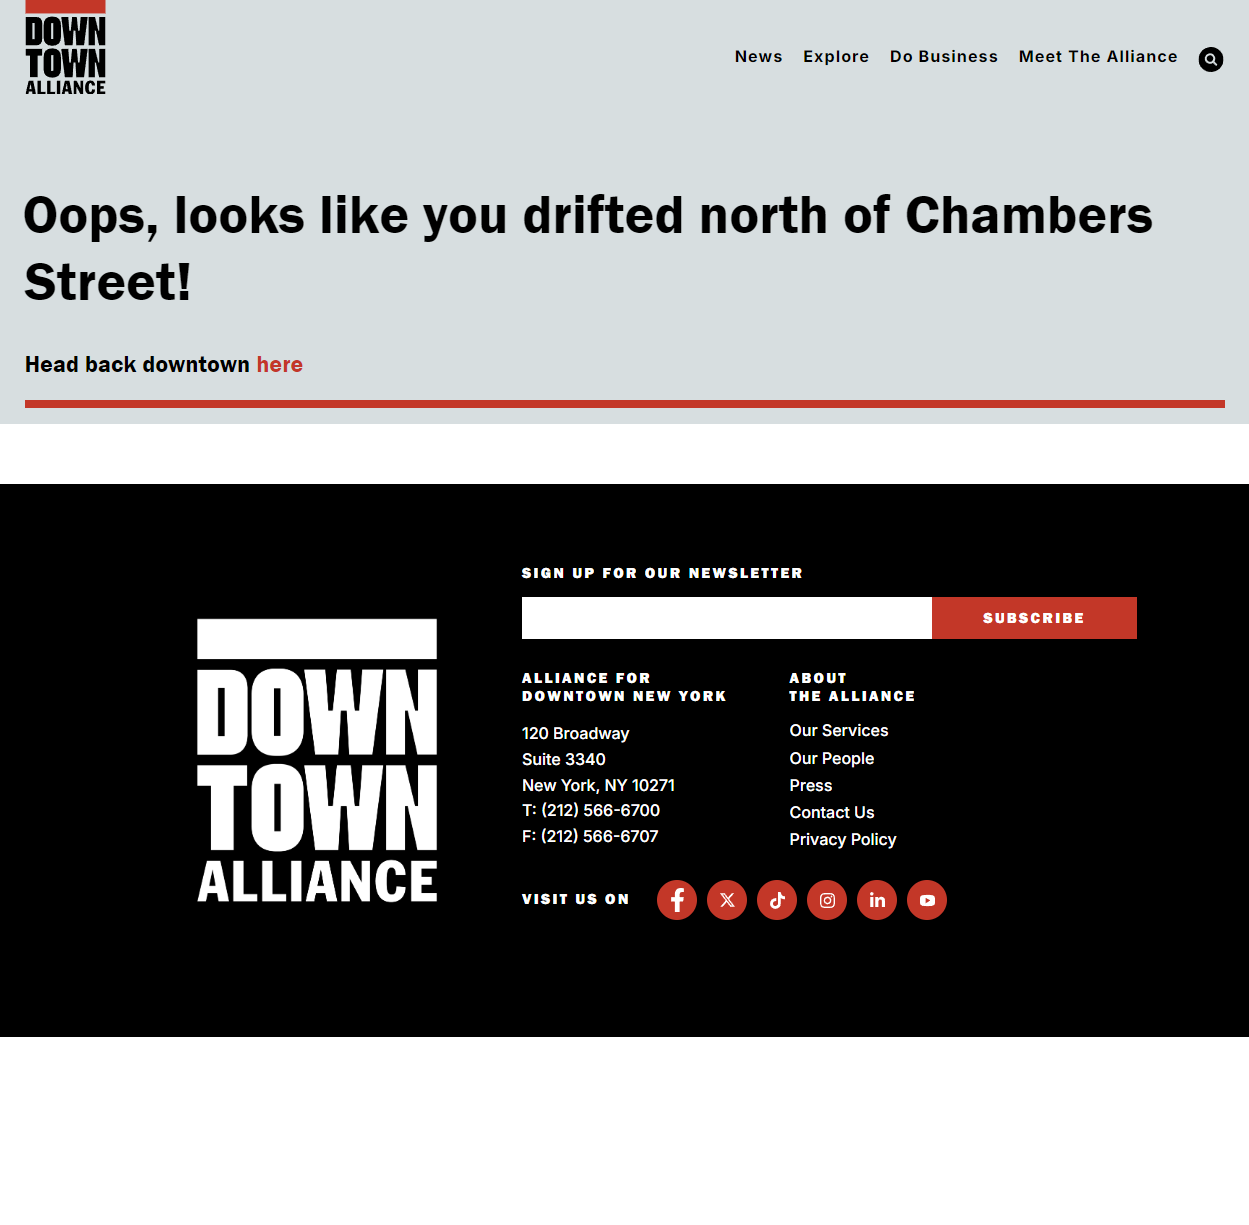 DOWN
TOWN
ALLIANCE
News Explore Do Business Meet The Alliance
Oops, looks like you drifted north of Chambers
Street!
Head back downtown here
SIGN UP FOR OUR NEWSLETTER
SUBSCRIBE
DOWN
TOWN
ALLIANCE
ALLIANCE FOR
DOWNTOWN NEW YORK
120 Broadway
Suite 3340
New York, NY 10271
T: (212) 566-6700
F: (212) 566-6707
ABOUT
THE ALLIANCE
Our Services
Our People
Press
Contact Us
Privacy Policy
VISIT US ON